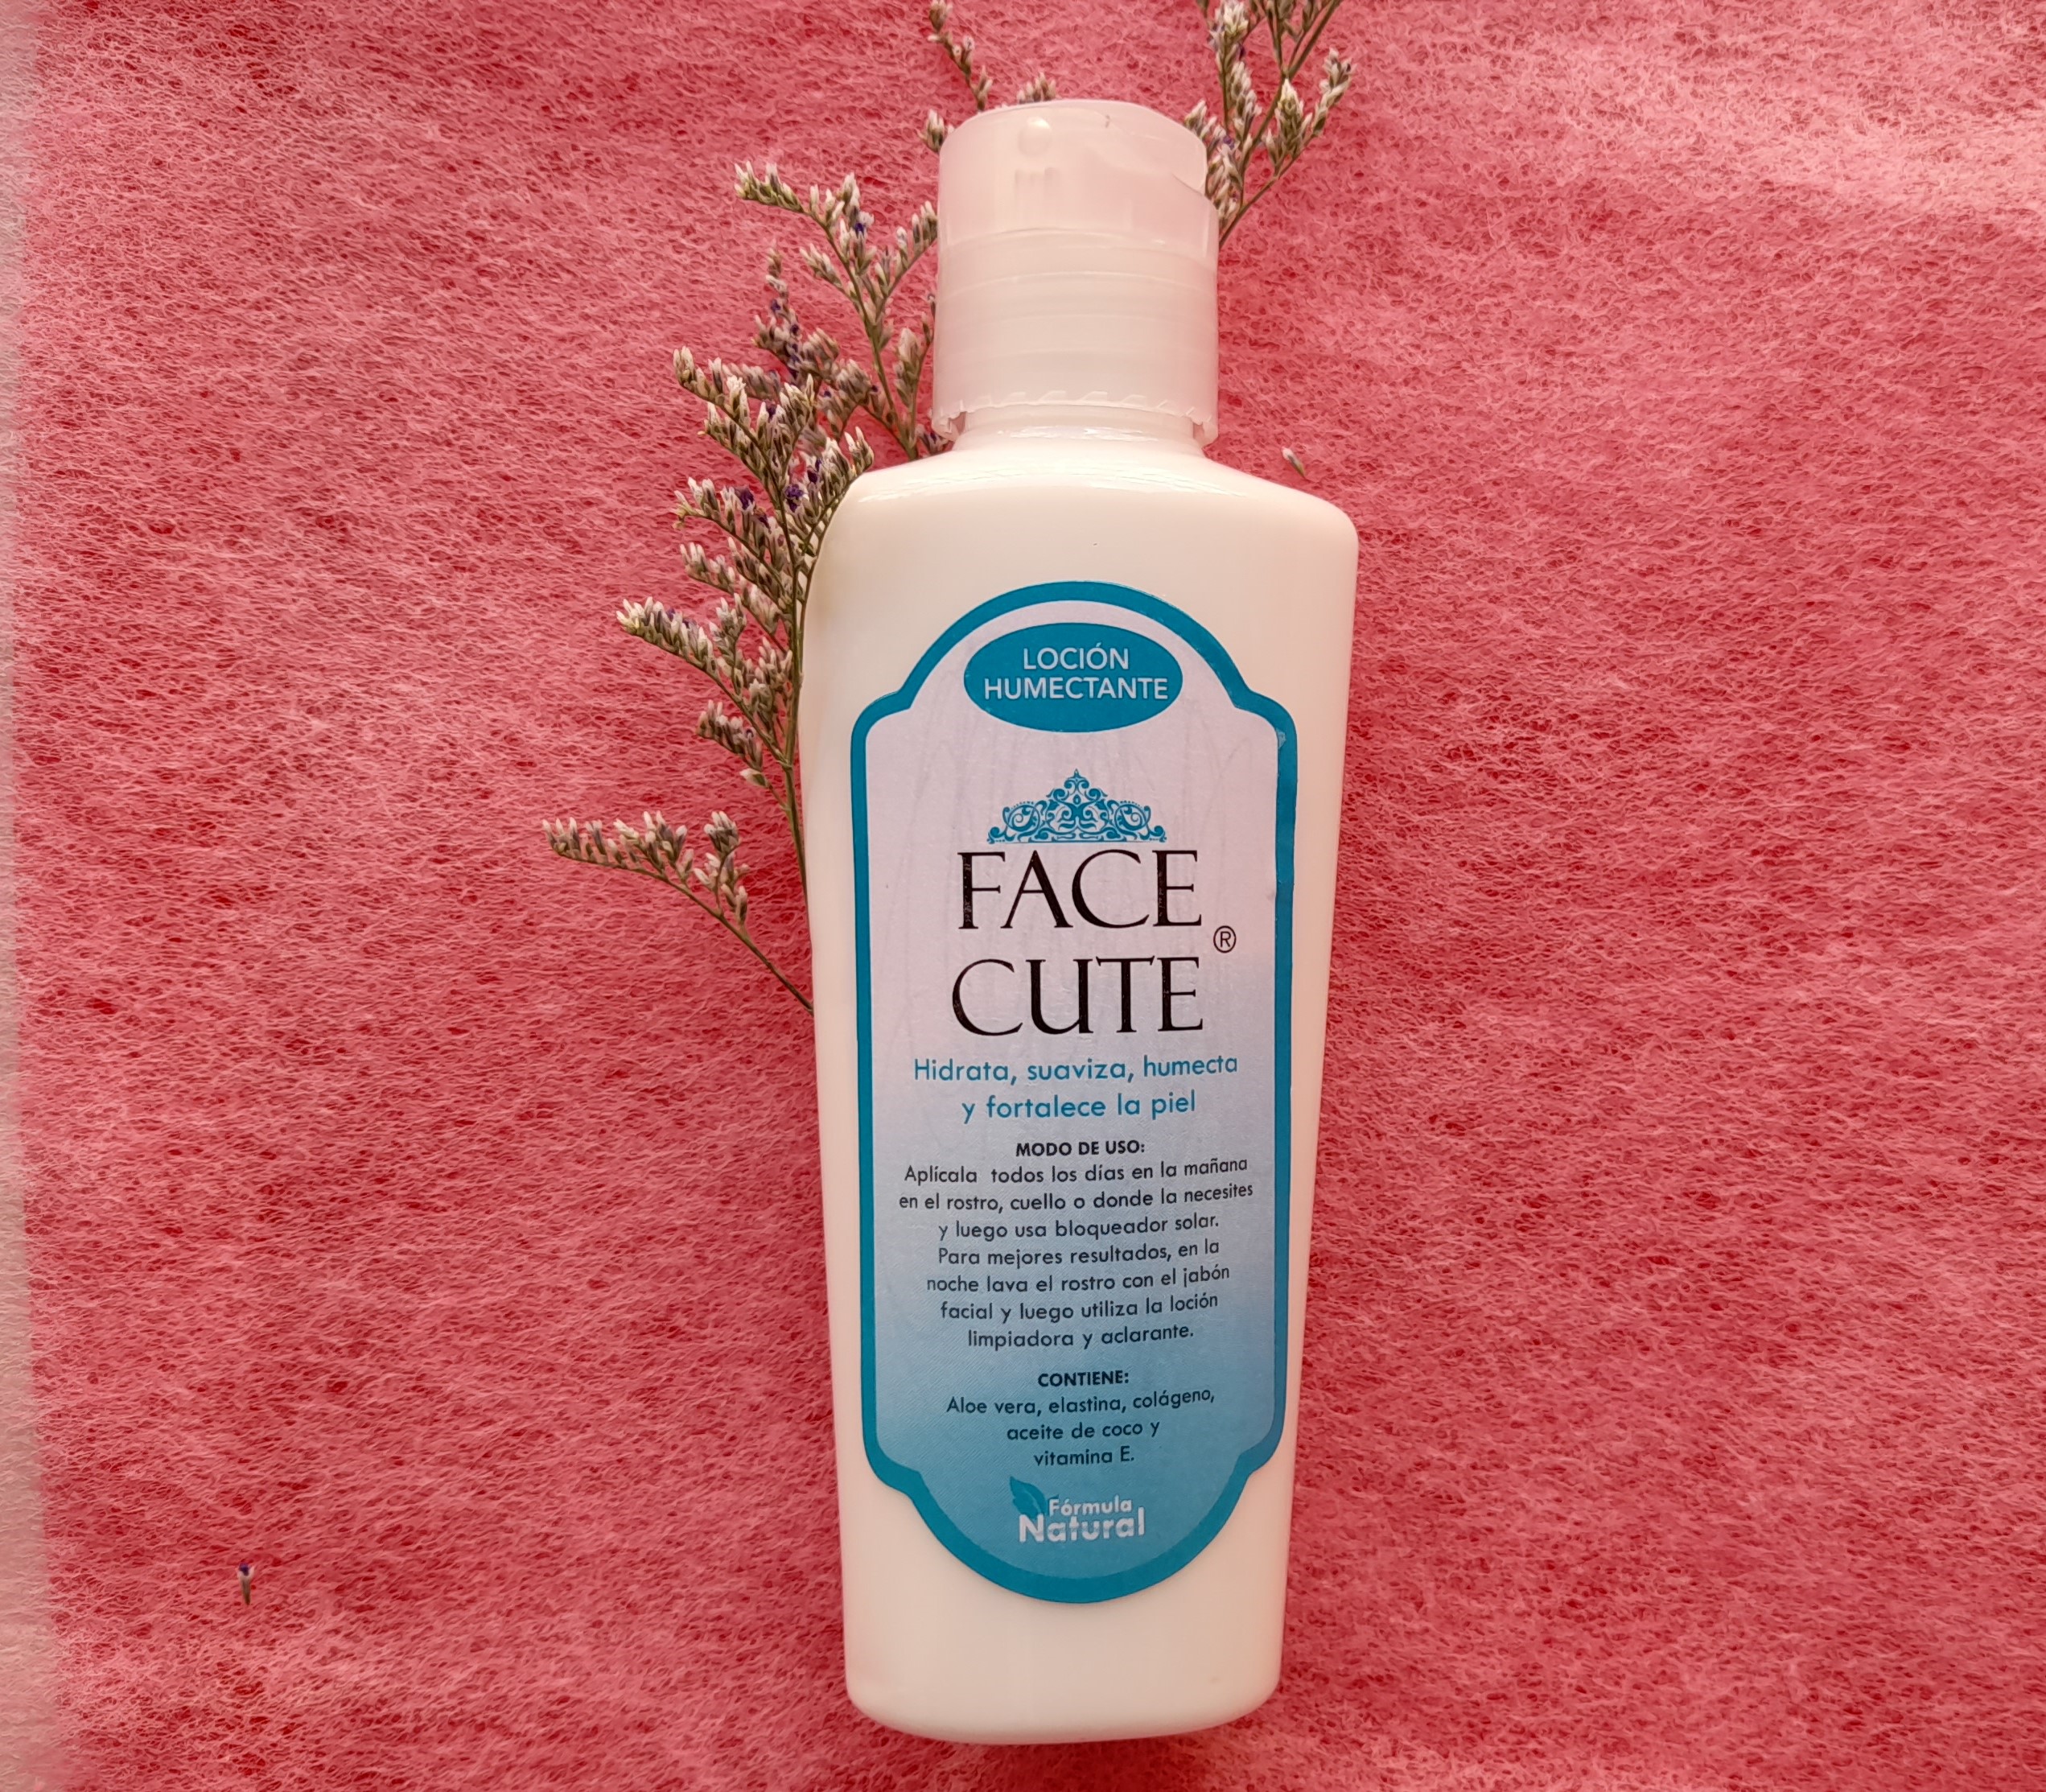 LOCIÓN
HUMECTANTE
FACE
CUTE®
Hidrata, suaviza, humecta
y fortalece la piel
MODO DE USO:
Aplícala todos los días en la mañana
en el rostro, cuello o donde la necesites
y luego usa bloqueador solar.
Para mejores resultados, en la
noche lava el rostro con el jabón
facial y luego utiliza la loción
limpiadora y aclarante.
CONTIENE:
Aloe vera, elastina, colágeno,
aceite de coco y
vitamina E.
Fórmula
Natural